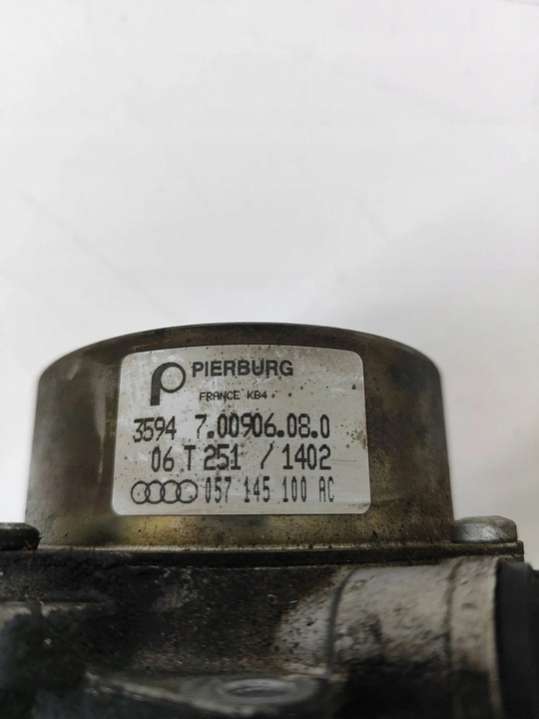 PIERBURG
FRANCE KB4
3594 7.00906.08.0
06 T 251 / 1402
057 145 100 AC